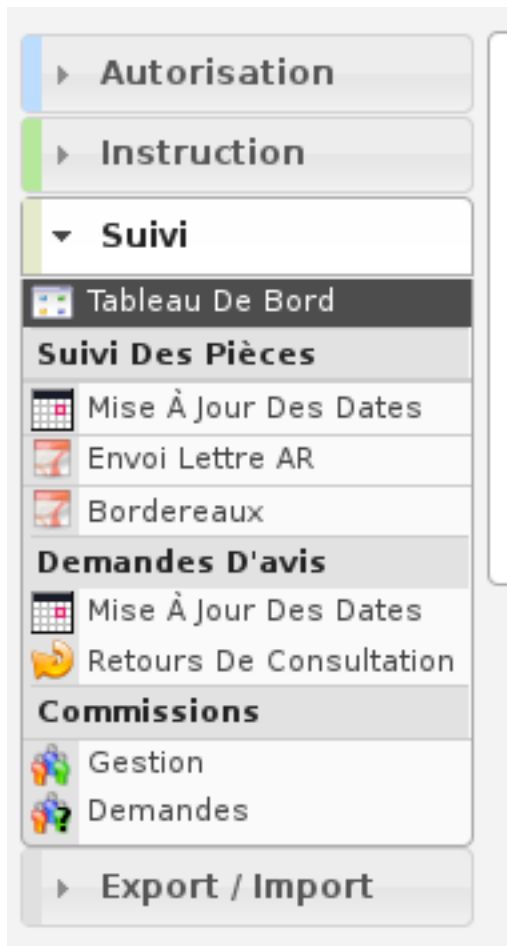 Autorisation
Instruction
Suivi
Tableau De Bord
Suivi Des Pièces
Mise À Jour Des Dates
Envoi Lettre AR
Bordereaux
Demandes D'avis
Mise À Jour Des Dates
Retours De Consultation
Commissions
Gestion
Demandes
Export / Import